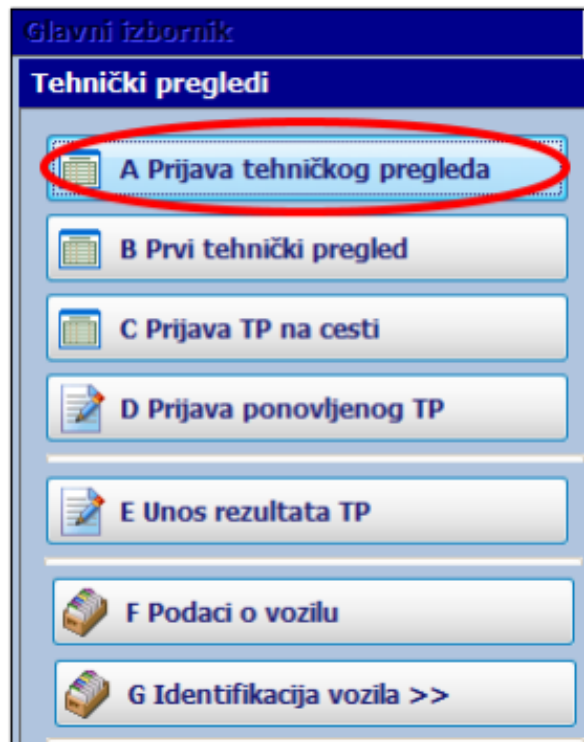 Glavni izbornik
Tehnički pregledi
A Prijava tehničkog pregleda
B Prvi tehnički pregled
C Prijava TP na cesti
D Prijava ponovljenog TP
E Unos rezultata TP
F Podaci o vozilu
G Identifikacija vozila >>